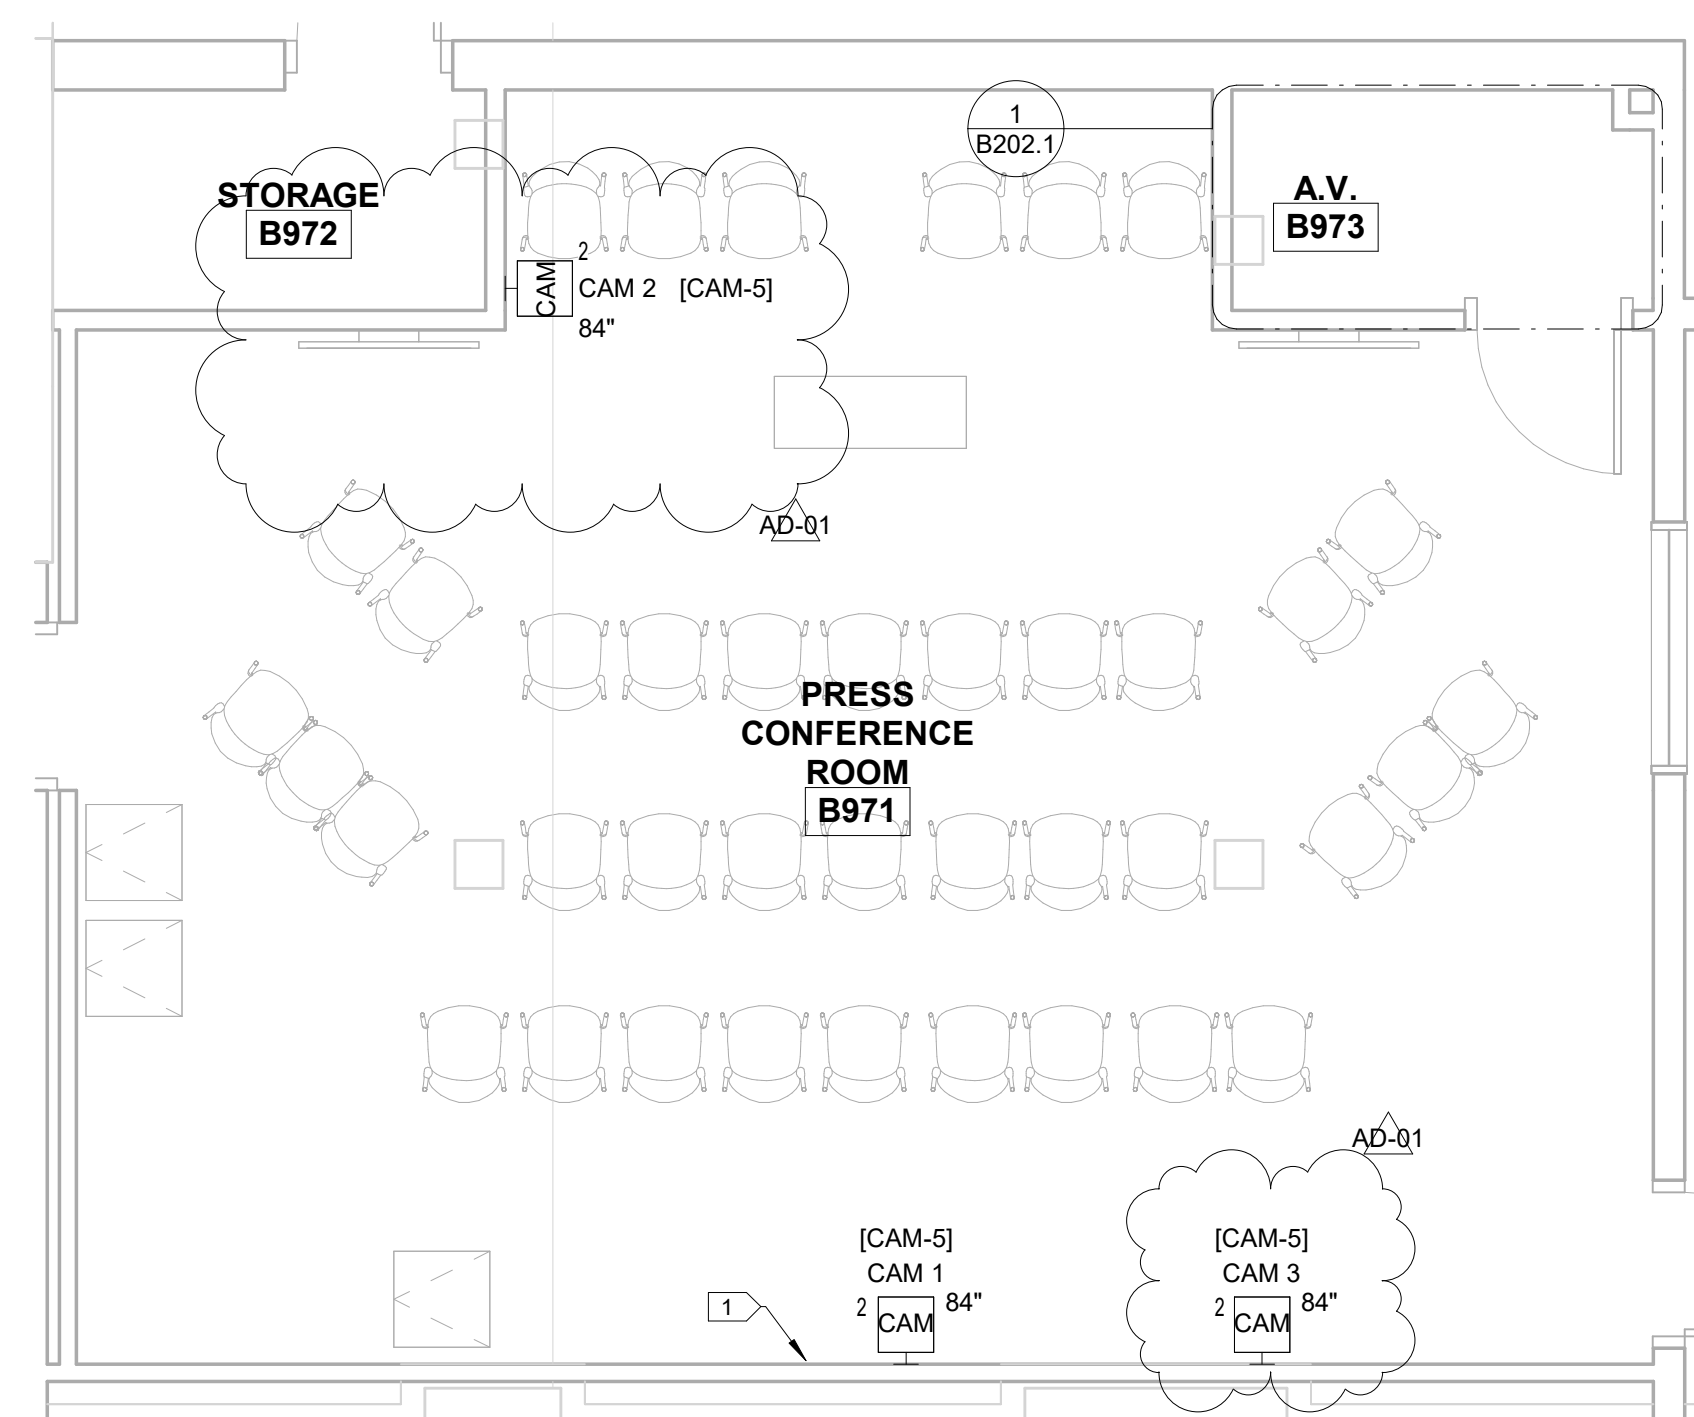 1
B202.1
STORAGE
B972
A.V.
B973
2
CAM
CAM 2 [CAM-5]
84"
AD-01
PRESS
CONFERENCE
ROOM
B971
AD-01
[CAM-5]
CAM 1
2
84"
CAM
1
[CAM-5]
CAM 3
2
84"
CAM